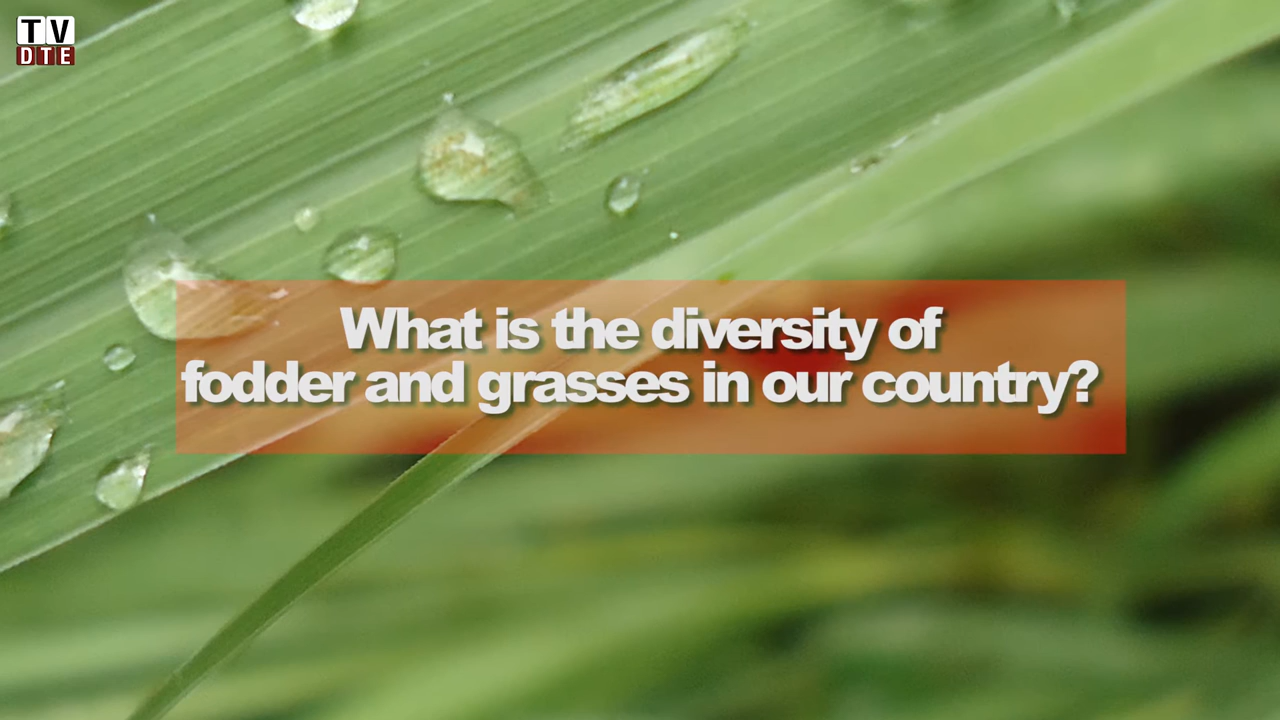 TV
DTE
What is the diversity of
fodder and grasses in our country?